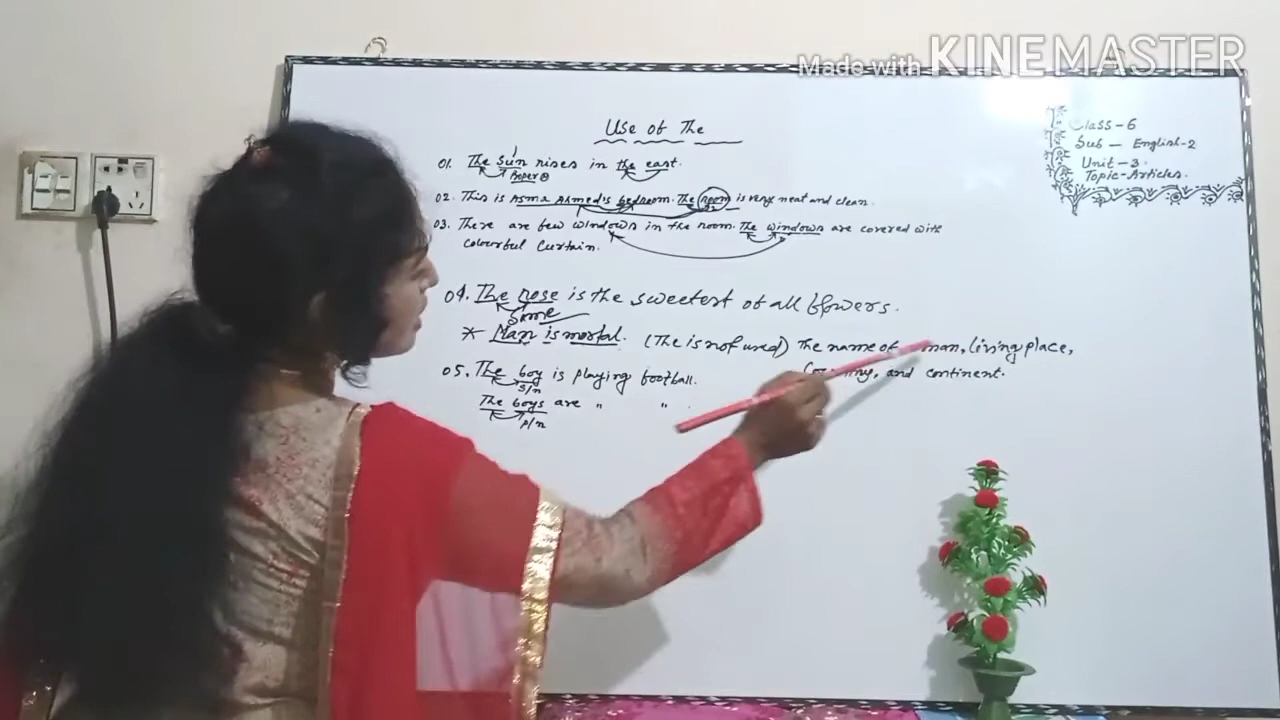 Made with KINEMASTER
Use of The
Class-6
Sub - English-2
Unit-3.
Topic-Articles.
01. The Sun rises in the east.
Proper
02. This is Asma Ahmed's bedroom. The room is very neat and clean.
03. There are few windows in the room. The windows are covered with
colourful Curtain.
04. The rose is the sweetest of all flowers.
Same
* Man is mortal. (The is not used) The name of man, living place,
and continent.
05. The boy is playing football.
S/n
The boys are " "
P/n